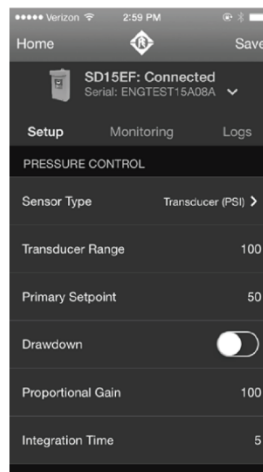 Verizon 2:59 PM
Home Save
SD15EF: Connected
Serial: ENGTEST15A08A
Setup Monitoring Logs
PRESSURE CONTROL
Sensor Type Transducer (PSI) >
Transducer Range 100
Primary Setpoint 50
Drawdown
Proportional Gain 100
Integration Time 5